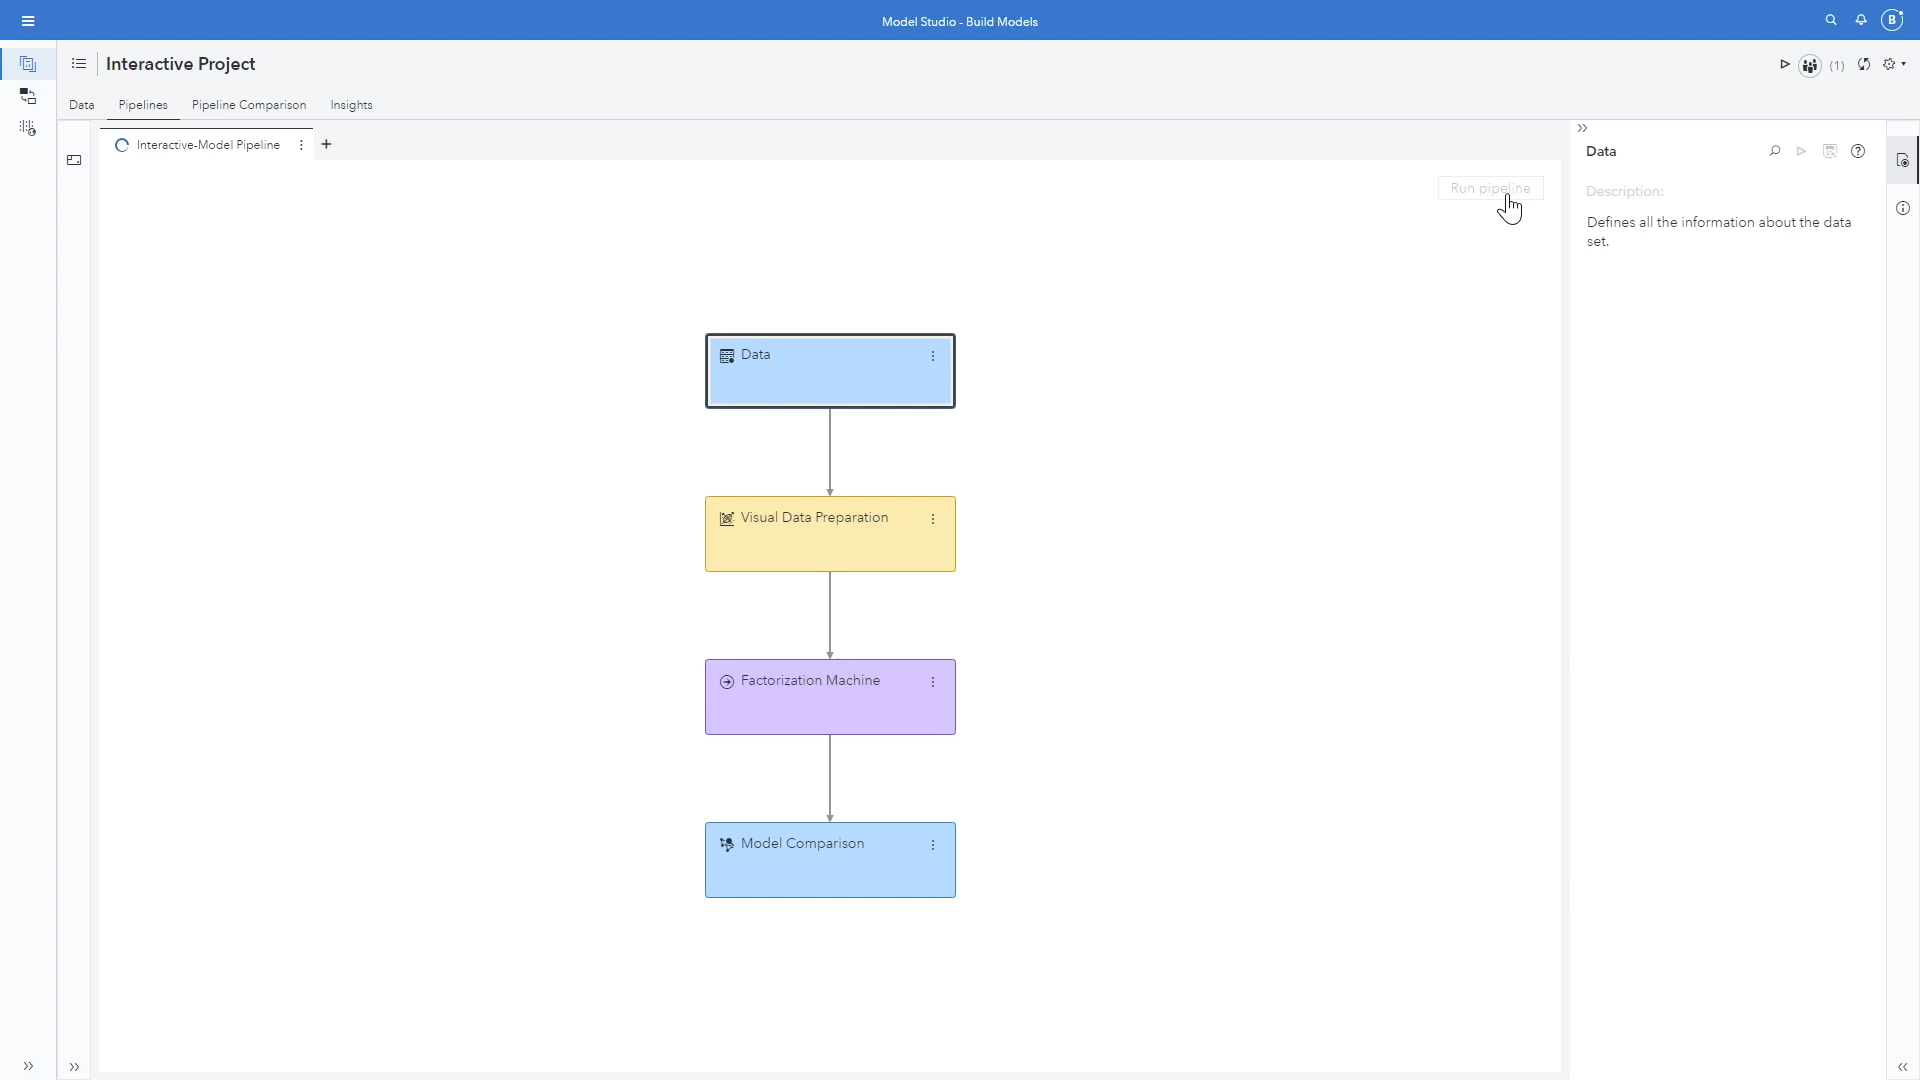 Model Studio - Build Models
B
Interactive Project
(1)
Data
Pipelines
Pipeline Comparison
Insights
Interactive-Model Pipeline
Run pipeline
Data
Description:
Defines all the information about the data
set.
Data
Visual Data Preparation
Factorization Machine
Model Comparison